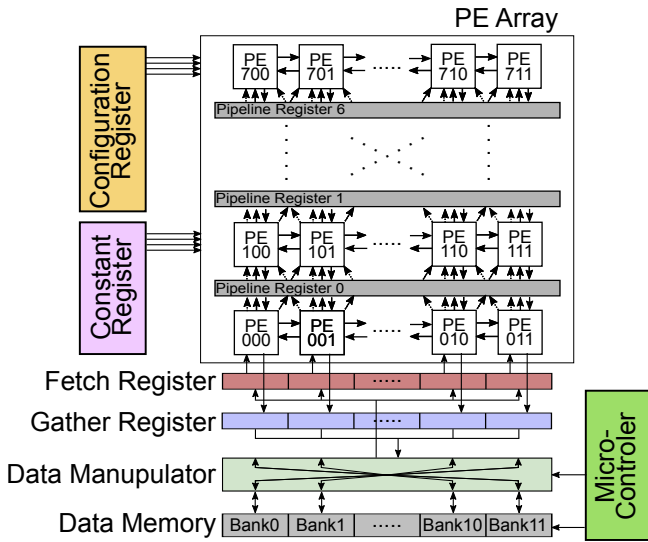 PE Array
Configuration
Register
PE
700
PE
701
.....
PE
710
PE
711
Pipeline Register 6
Pipeline Register 1
Constant
Register
PE
100
PE
101
.....
PE
110
PE
111
Pipeline Register 0
PE
000
PE
001
.....
PE
010
PE
011
Fetch Register
.....
Gather Register
.....
Data Manupulator
Micro-
Controler
Data Memory
Bank0
Bank1
.....
Bank10
Bank11